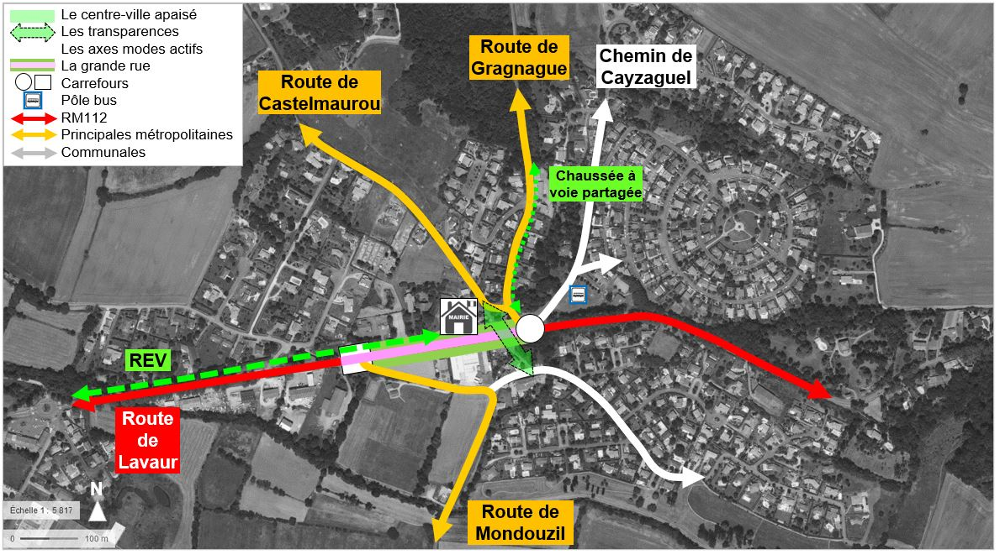 Le centre-ville apaisé
Les transparences
Les axes modes actifs
La grande rue
Carrefours
Pôle bus
RM112
Principales métropolitaines
Communales
Route de
Castelmaurou
Route de
Gragnague
Chemin de
Cayzaguel
Chaussée à
voie partagée
MAIRIE
REV
Route
de
Lavaur
Route de
Mondouzil
N
Échelle 1 : 5 817
0 100 m